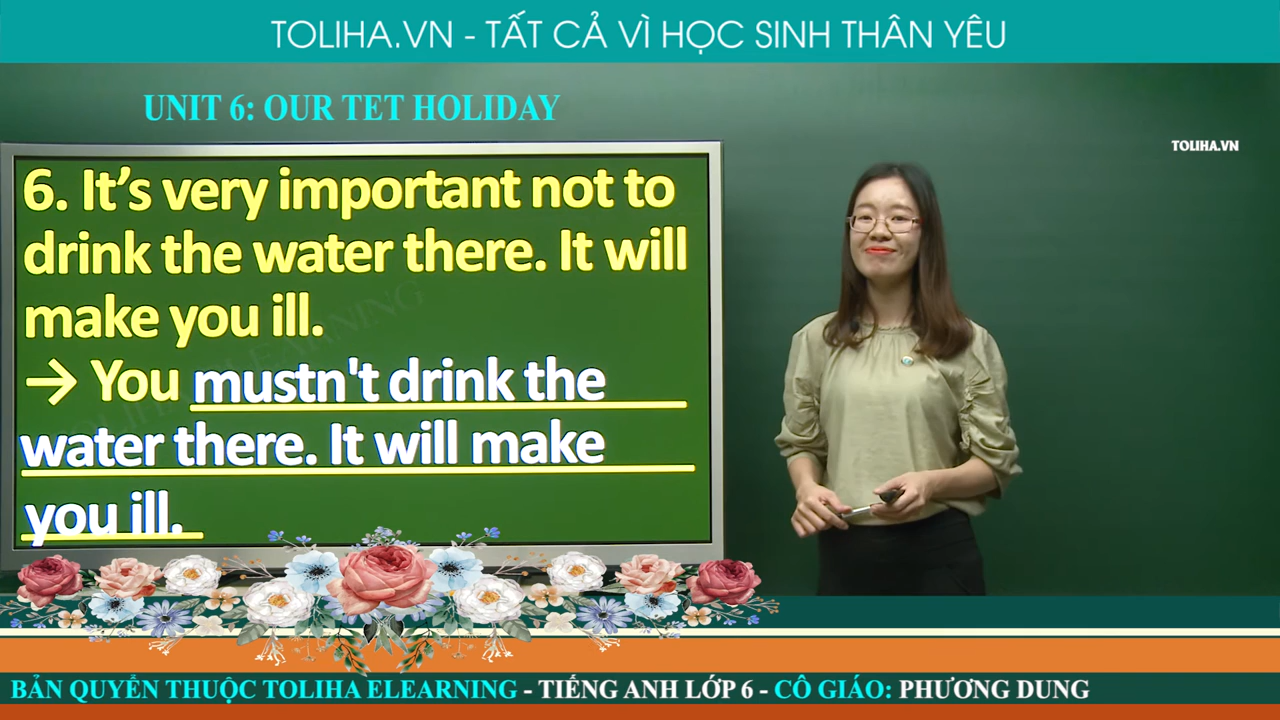 TOLIHA.VN - TẤT CẢ VÌ HỌC SINH THÂN YÊU
UNIT 6: OUR TET HOLIDAY
TOLIHA.VN
6. It’s very important not to
drink the water there. It will
make you ill.
→ You mustn't drink the
water there. It will make
you ill.
TOLIHA ELEARNING
BẢN QUYỀN THUỘC TOLIHA ELEARNING - TIẾNG ANH LỚP 6 - CÔ GIÁO: PHƯƠNG DUNG